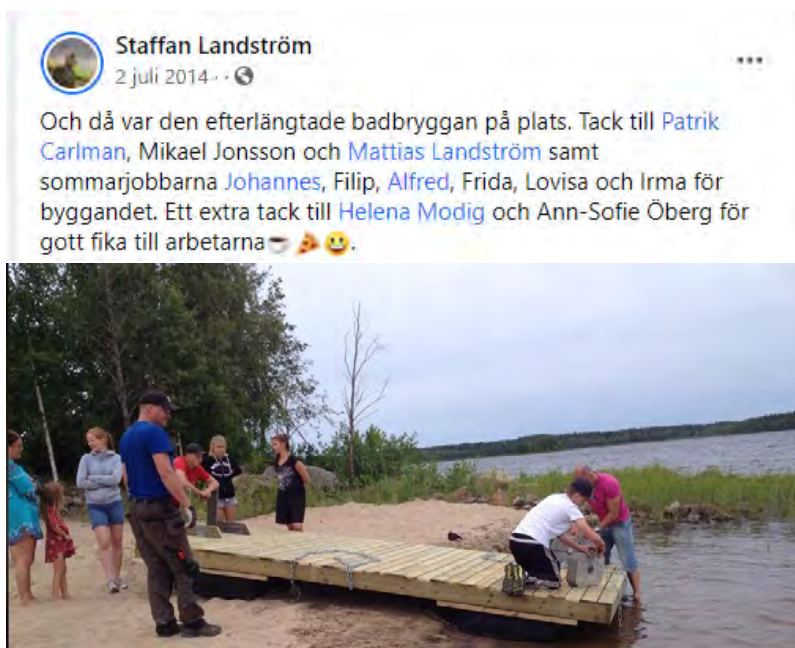 Staffan Landström
2 juli 2014 · ·
Och då var den efterlängtade badbryggan på plats. Tack till Patrik
Carlman, Mikael Jonsson och Mattias Landström samt
sommarjobbarna Johannes, Filip, Alfred, Frida, Lovisa och Irma för
byggandet. Ett extra tack till Helena Modig och Ann-Sofie Öberg för
gott fika till arbetarna☕🍕😀.